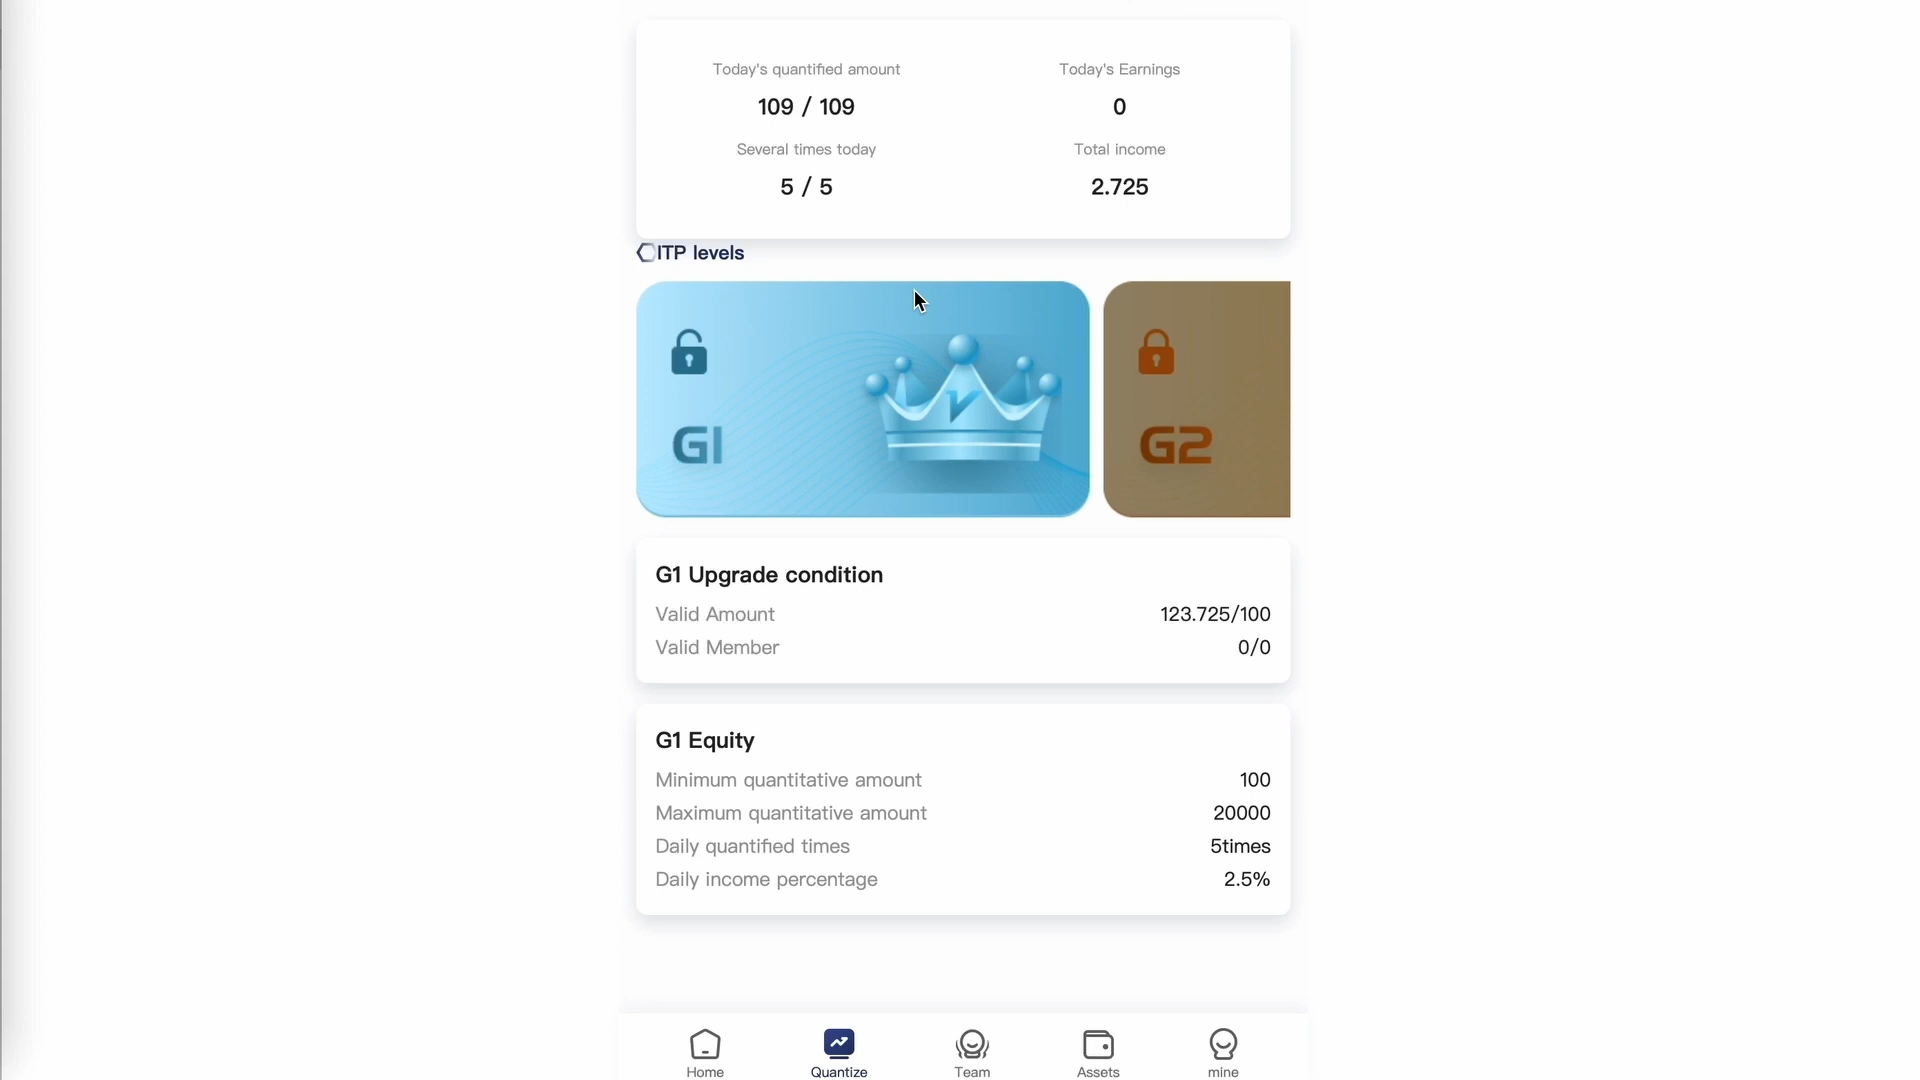 Today's quantified amount
Today's Earnings
109 / 109
0
Several times today
Total income
5 / 5
2.725
ITP levels
G1
G2
G1 Upgrade condition
Valid Amount 123.725/100
Valid Member 0/0
G1 Equity
Minimum quantitative amount 100
Maximum quantitative amount 20000
Daily quantified times 5times
Daily income percentage 2.5%
Home
Quantize
Team
Assets
mine